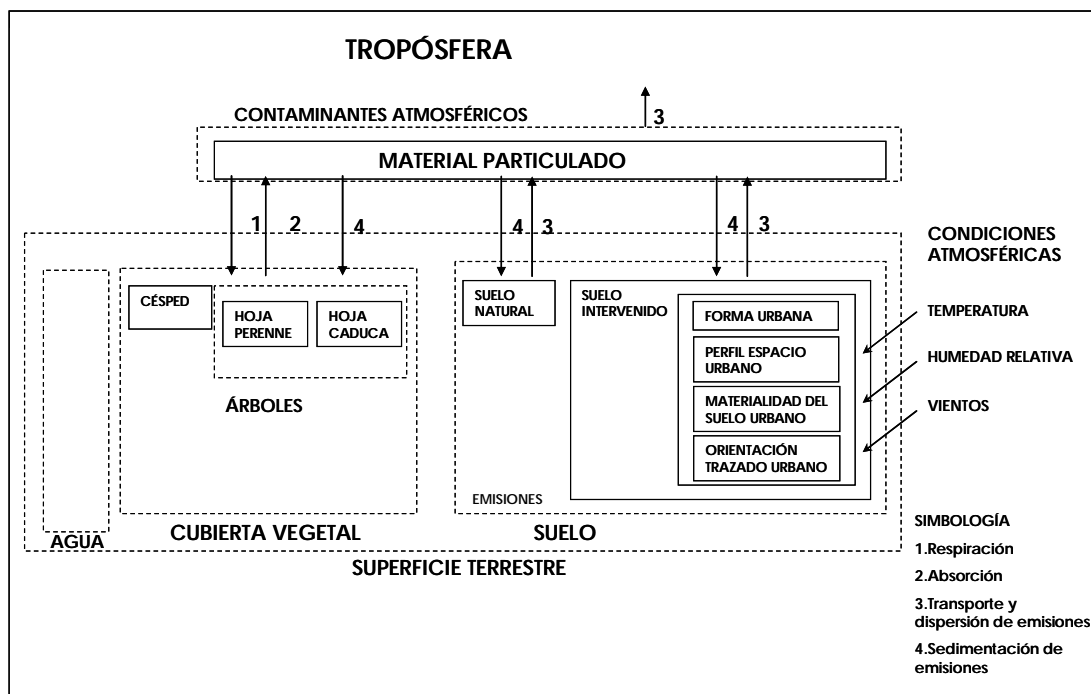 TROPÓSFERA
CONTAMINANTES ATMOSFÉRICOS
3
MATERIAL PARTICULADO
1
2
4
4
3
4
3
CONDICIONES
ATMOSFÉRICAS
CÉSPED
HOJA
PERENNE
HOJA
CADUCA
ÁRBOLES
SUELO
NATURAL
SUELO
INTERVENIDO
FORMA URBANA
PERFIL ESPACIO
URBANO
MATERIALIDAD DEL
SUELO URBANO
ORIENTACIÓN
TRAZADO URBANO
TEMPERATURA
HUMEDAD RELATIVA
VIENTOS
EMISIONES
AGUA
CUBIERTA VEGETAL
SUELO
SUPERFICIE TERRESTRE
SIMBOLOGÍA
1.Respiración
2.Absorción
3.Transporte y
dispersión de emisiones
4.Sedimentación de
emisiones